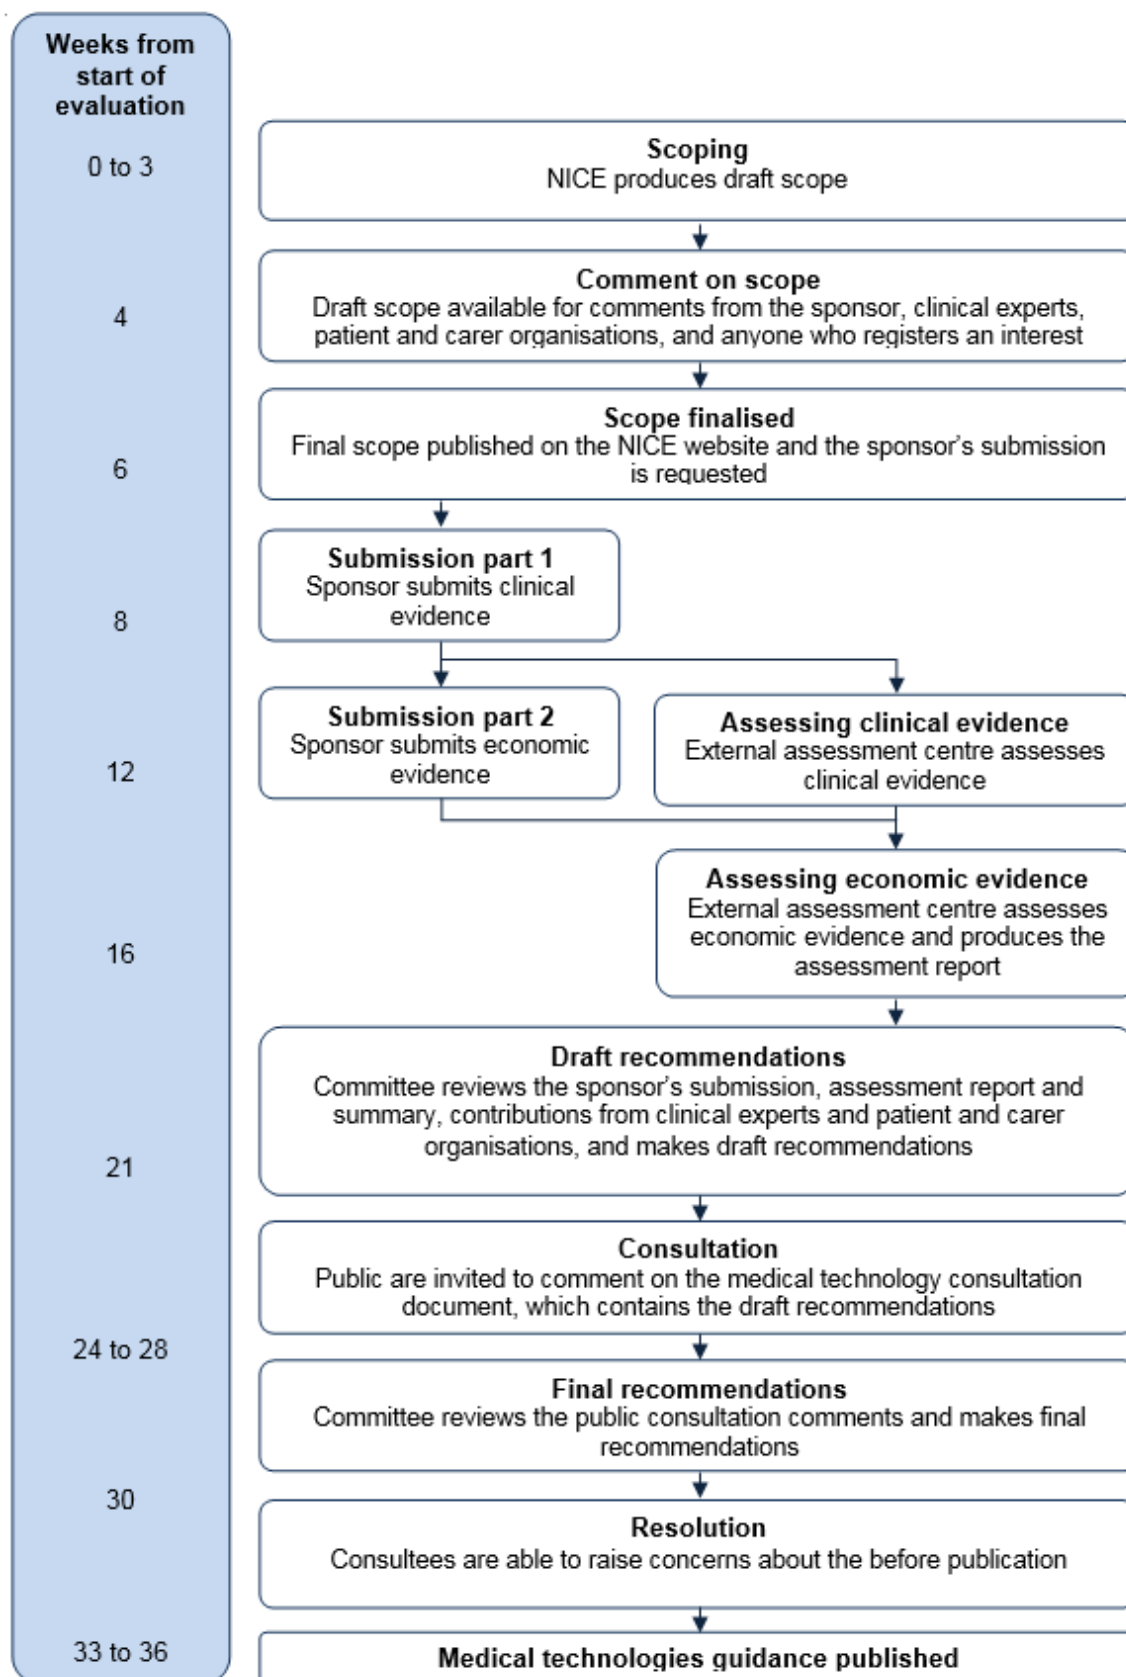 Weeks from
start of
evaluation
0 to 3
Scoping
NICE produces draft scope
4
Comment on scope
Draft scope available for comments from the sponsor, clinical experts,
patient and carer organisations, and anyone who registers an interest
6
Scope finalised
Final scope published on the NICE website and the sponsor's submission
is requested
8
Submission part 1
Sponsor submits clinical
evidence
12
Submission part 2
Sponsor submits economic
evidence
Assessing clinical evidence
External assessment centre assesses
clinical evidence
16
Assessing economic evidence
External assessment centre assesses
economic evidence and produces the
assessment report
21
Draft recommendations
Committee reviews the sponsor's submission, assessment report and
summary, contributions from clinical experts and patient and carer
organisations, and makes draft recommendations
Consultation
Public are invited to comment on the medical technology consultation
document, which contains the draft recommendations
24 to 28
Final recommendations
Committee reviews the public consultation comments and makes final
recommendations
30
Resolution
Consultees are able to raise concerns about the before publication
33 to 36
Medical technologies guidance published